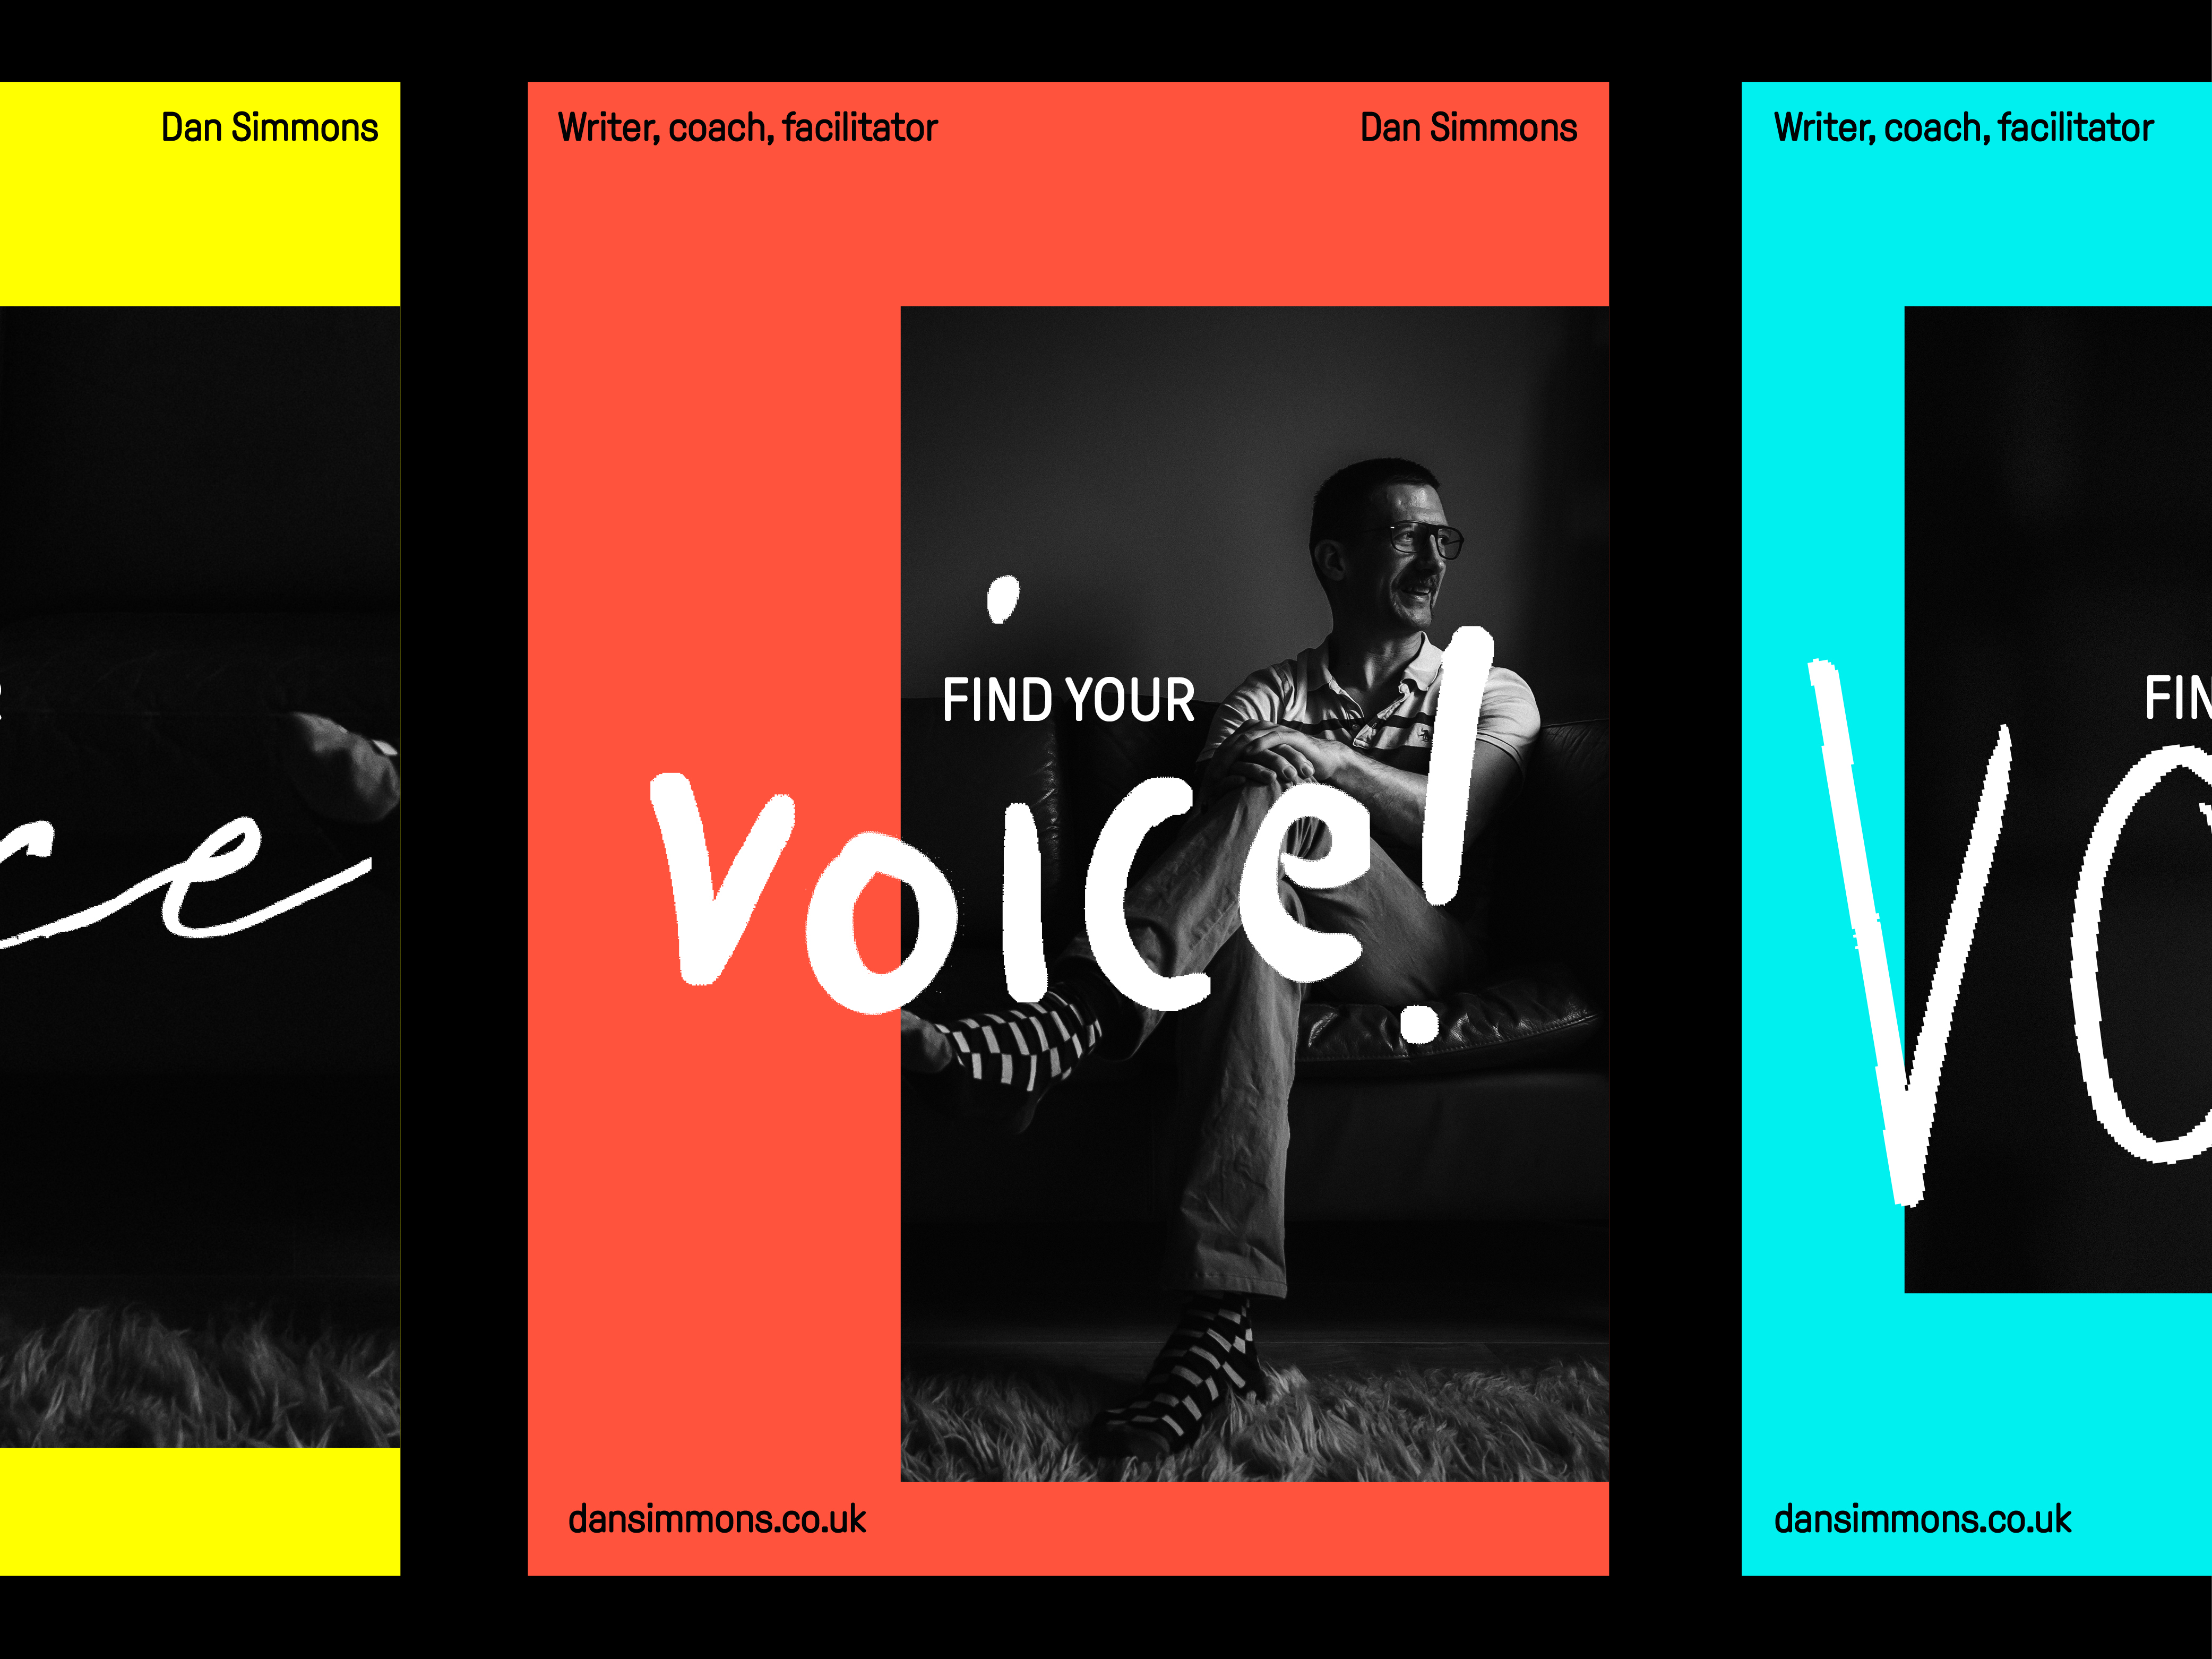 Dan Simmons
ce
Writer, coach, facilitator
Dan Simmons
FIND YOUR
voice!
dansimmons.co.uk
Writer, coach, facilitator
FIN
VO
dansimmons.co.uk